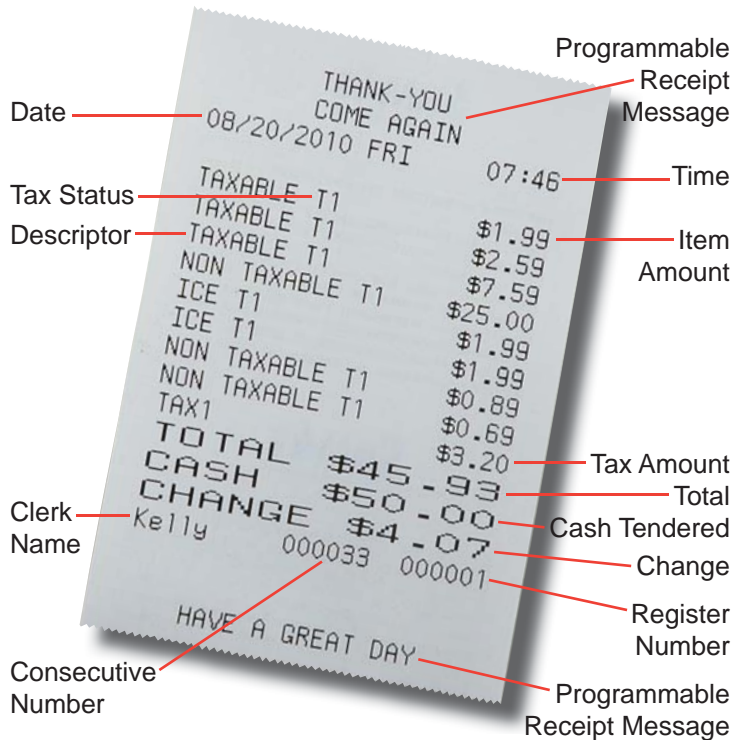 Programmable
Receipt
Message
Date
Tax Status
Descriptor
Clerk
Name
Consecutive
Number
THANK-YOU
COME AGAIN
08/20/2010 FRI 07:46
TAXABLE T1 $1.99
TAXABLE T1 $2.59
TAXABLE T1 $7.59
NON TAXABLE T1 $25.00
ICE T1 $1.99
ICE T1 $1.99
NON TAXABLE T1 $0.89
NON TAXABLE T1 $0.69
TAX1 $3.20
TOTAL $45.93
CASH $50.00
CHANGE $4.07
Kelly 000033 000001
HAVE A GREAT DAY
Time
Item
Amount
Tax Amount
Total
Cash Tendered
Change
Register
Number
Programmable
Receipt Message